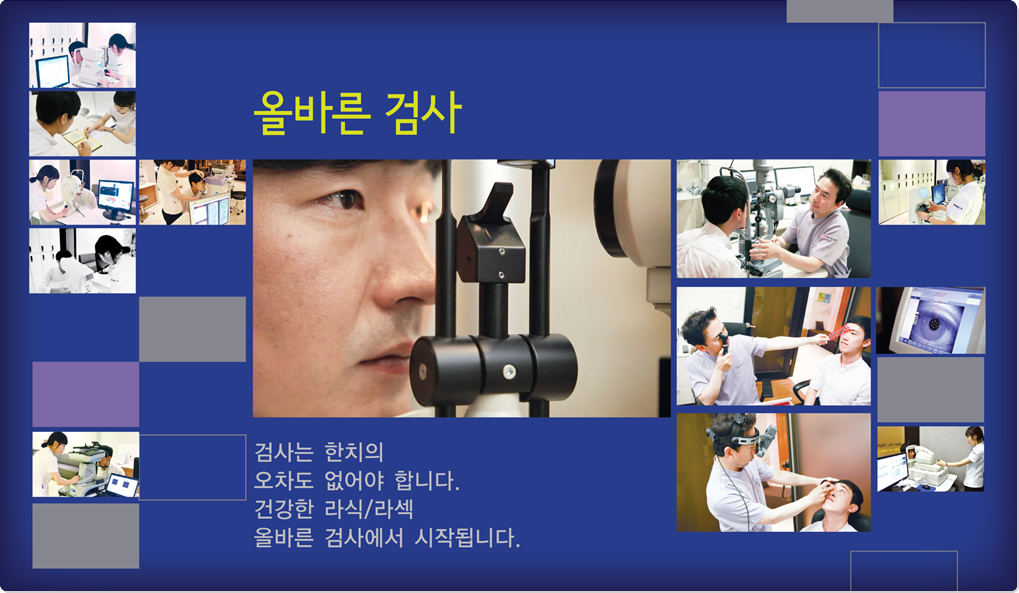 올바른 검사
검사는 한치의
오차도 없어야 합니다.
건강한 라식/라섹
올바른 검사에서 시작됩니다.